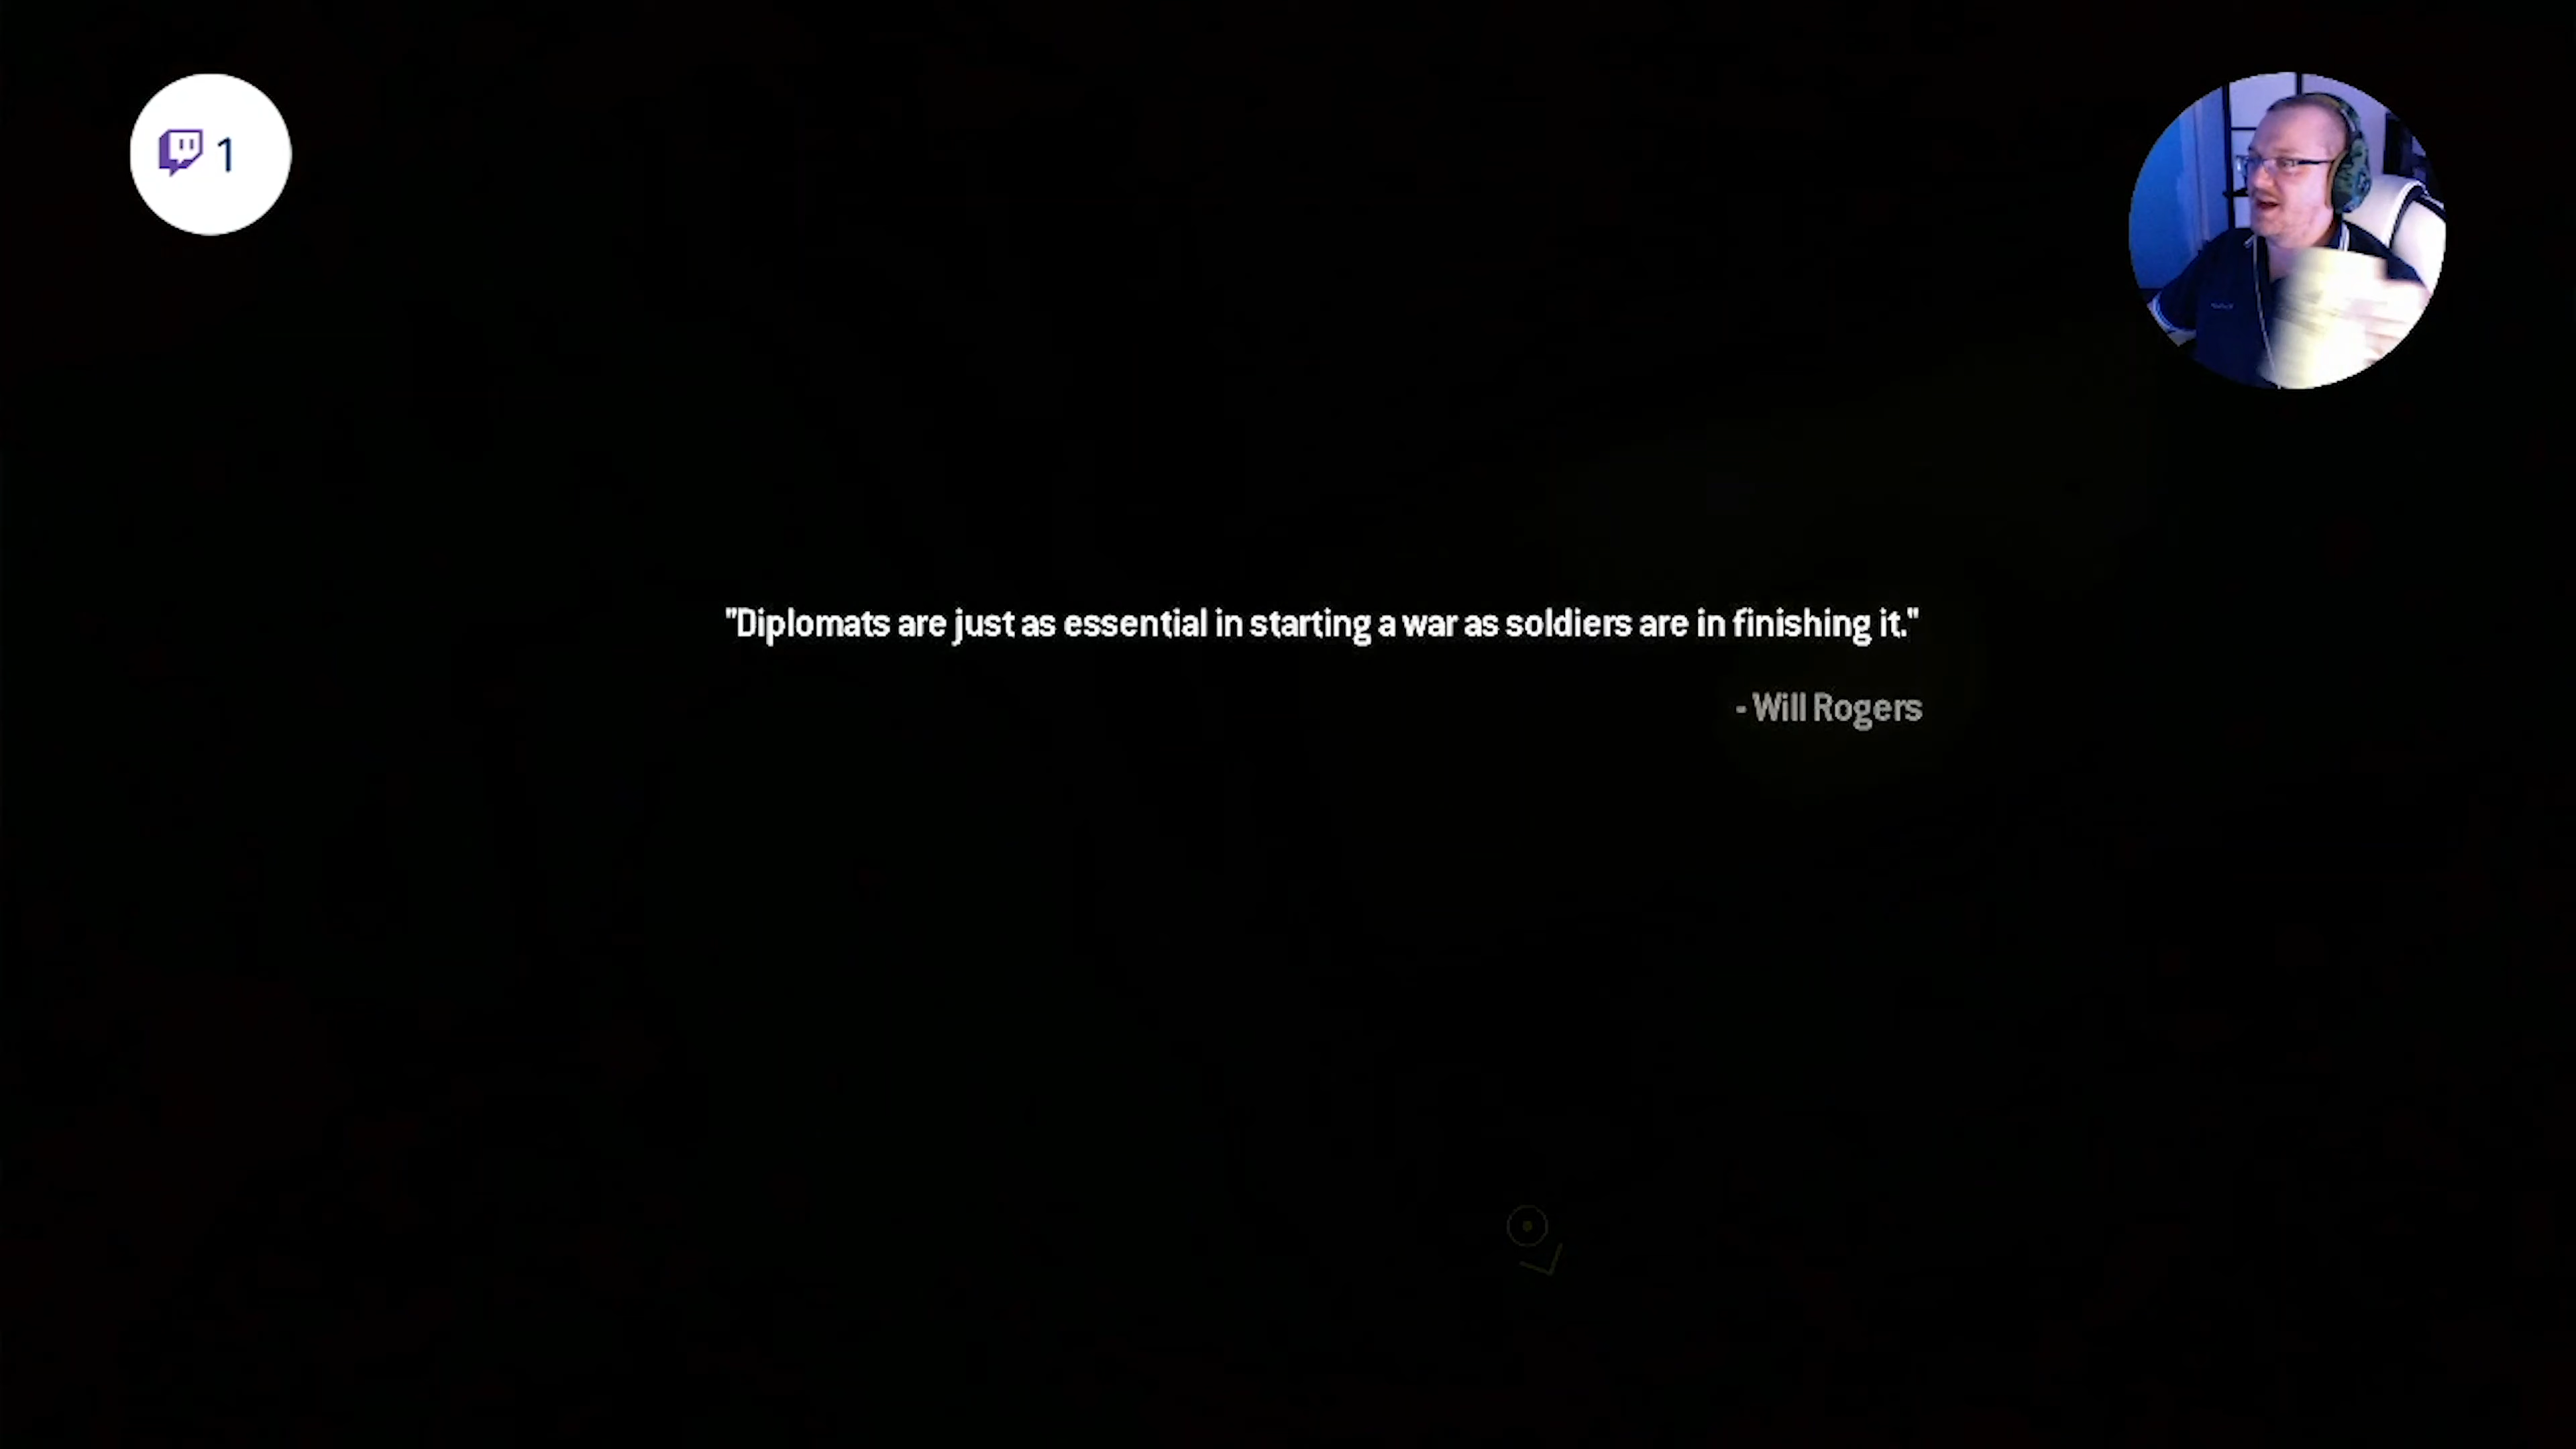 1
"Diplomats are just as essential in starting a war as soldiers are in finishing it."
- Will Rogers